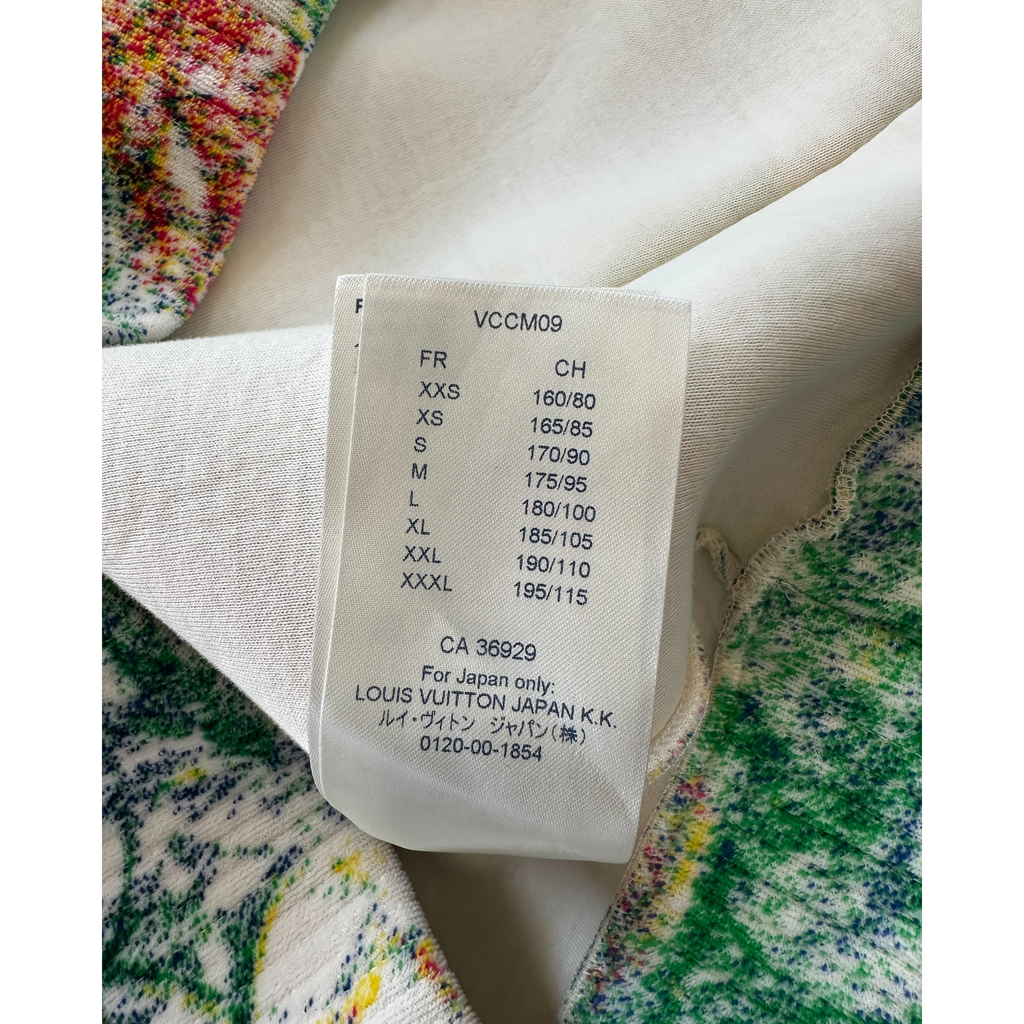 VCCM09
FR CH
XXS 160/80
XS 165/85
S 170/90
M 175/95
L 180/100
XL 185/105
XXL 190/110
XXXL 195/115
CA 36929
For Japan only:
LOUIS VUITTON JAPAN K.K.
ルイ・ヴィトン ジャパン(株)
0120-00-1854